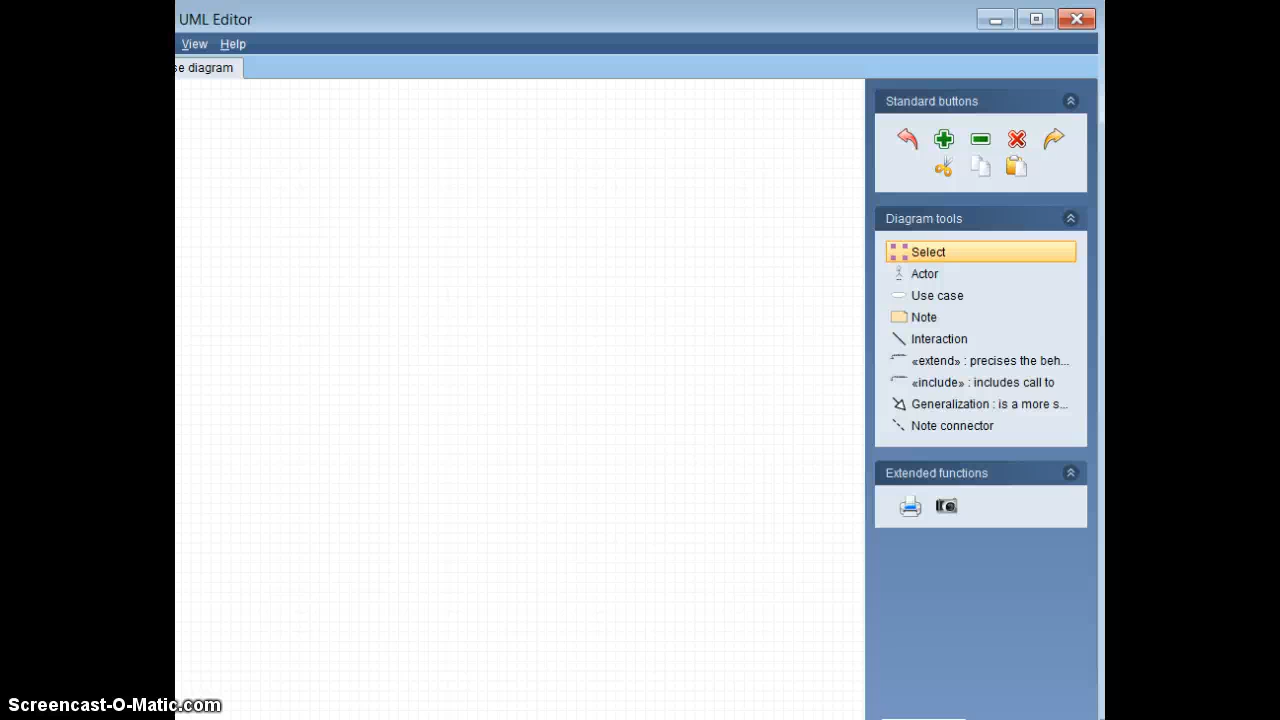 UML Editor
View Help
se diagram
Standard buttons
Diagram tools
Select
Actor
Use case
Note
Interaction
«extend» : precises the beh...
«include» : includes call to
Generalization : is a more s...
Note connector
Extended functions
Screencast-O-Matic.com